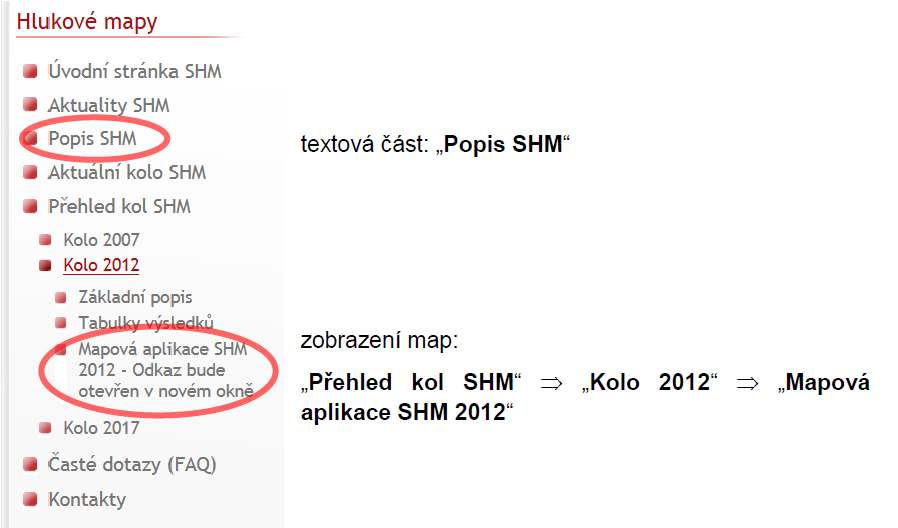 Hlukové mapy
Úvodní stránka SHM
Aktuality SHM
Popis SHM
Aktuální kolo SHM
Přehled kol SHM
Kolo 2007
Kolo 2012
Základní popis
Tabulky výsledků
Mapová aplikace SHM
2012 - Odkaz bude
otevřen v novém okně
Kolo 2017
Časté dotazy (FAQ)
Kontakty
textová část: „Popis SHM“
zobrazení map:
„Přehled kol SHM“ ⇒ „Kolo 2012“ ⇒ „Mapová
aplikace SHM 2012“